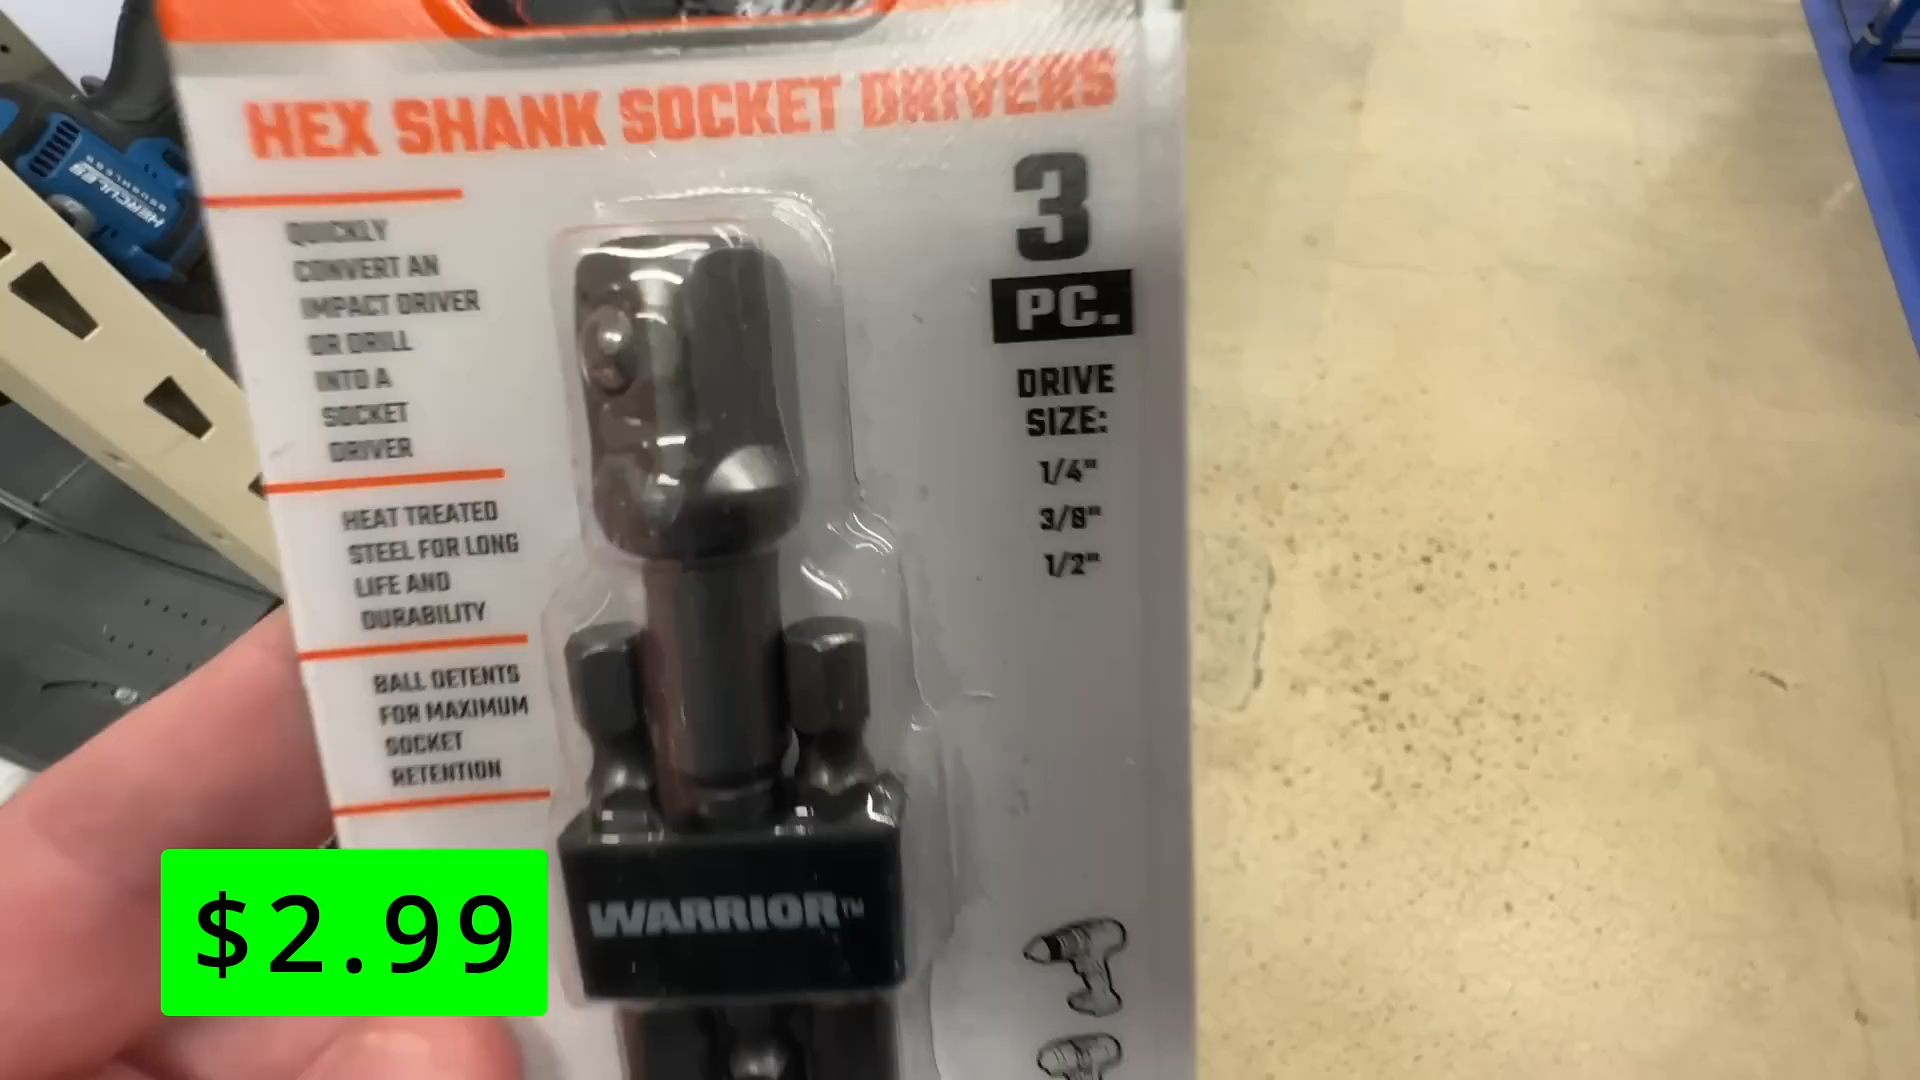 HEX SHANK SOCKET DRIVERS
3
PC.
DRIVE
SIZE:
1/4"
3/8"
1/2"
QUICKLY
CONVERT AN
IMPACT DRIVER
OR DRILL
INTO A
SOCKET
DRIVER
HEAT TREATED
STEEL FOR LONG
LIFE AND
DURABILITY
BALL DETENTS
FOR MAXIMUM
SOCKET
RETENTION
WARRIOR™
$2.99
HERCULES